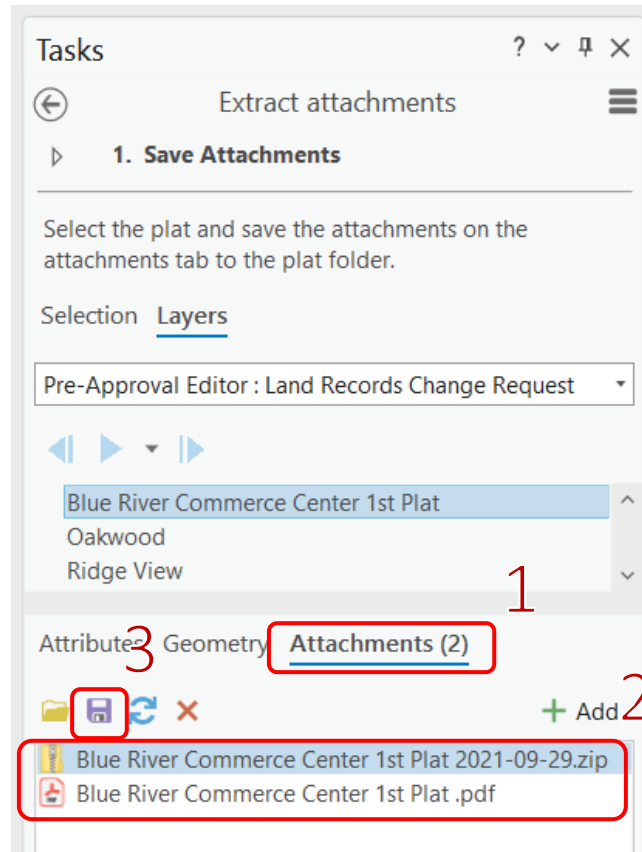 Tasks ?
Extract attachments
1. Save Attachments
Select the plat and save the attachments on the
attachments tab to the plat folder.
Selection Layers
Pre-Approval Editor : Land Records Change Request
Blue River Commerce Center 1st Plat
Oakwood
Ridge View
1
Attributes Geometry Attachments (2)
3
+ Add 2
Blue River Commerce Center 1st Plat 2021-09-29.zip
Blue River Commerce Center 1st Plat .pdf